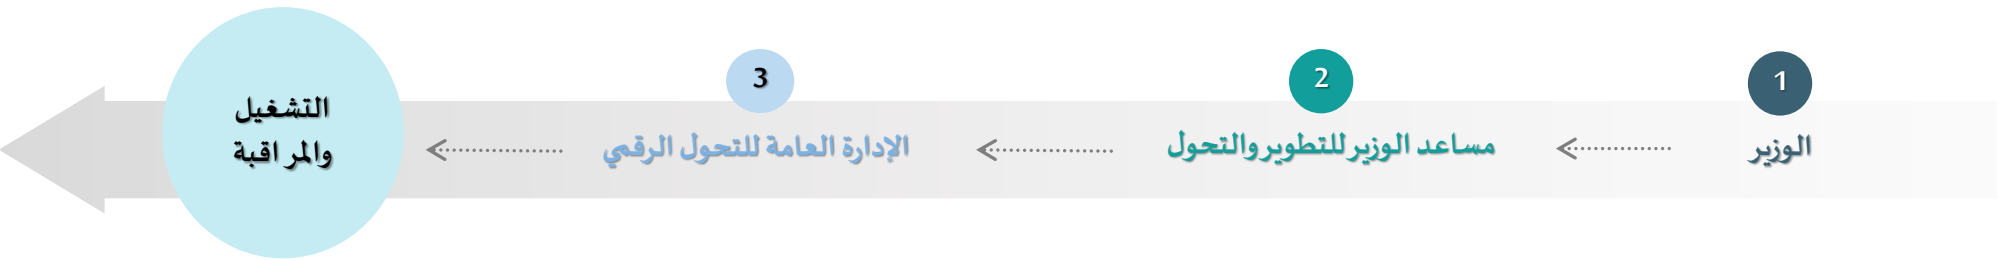 1
الوزير
2
مساعد الوزير للتطوير والتحول
3
الإدارة العامة للتحول الرقمي
التشغيل
والمراقبة